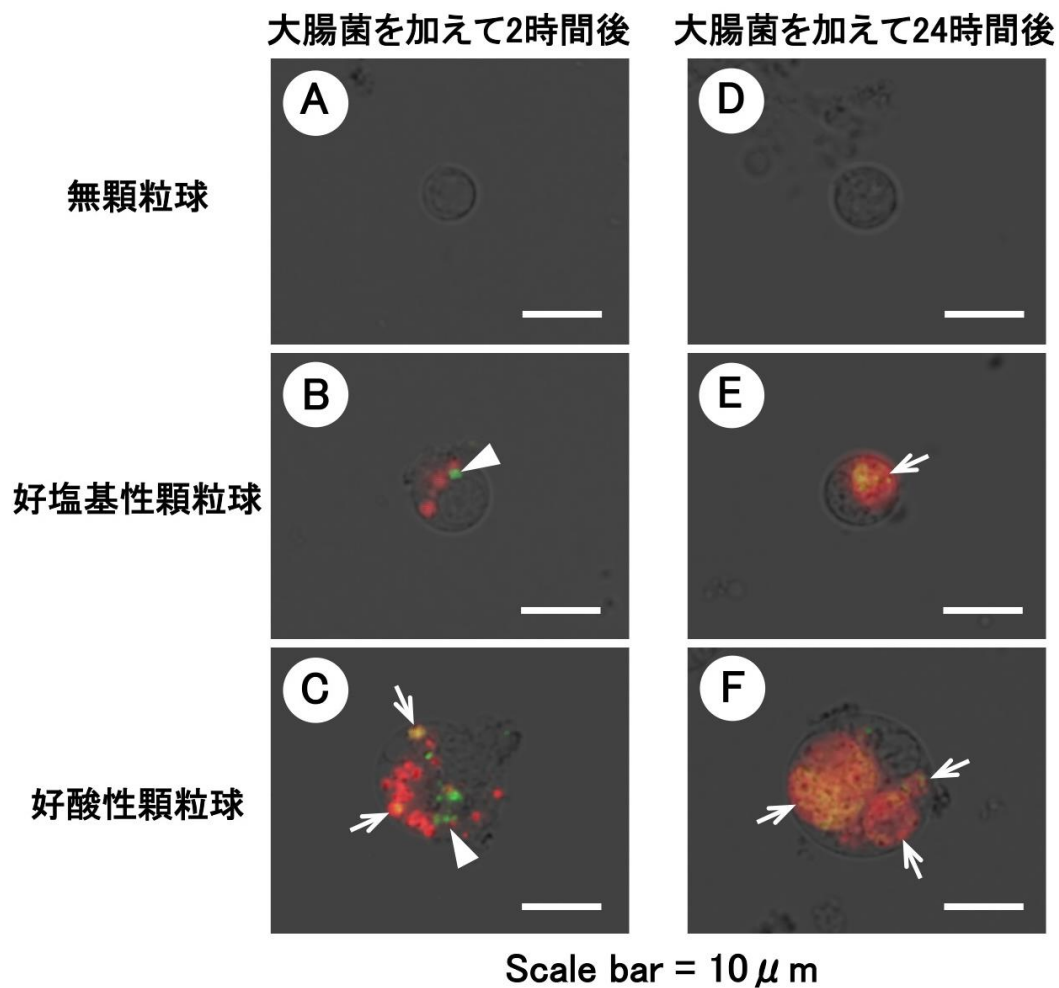 大腸菌を加えて2時間後
大腸菌を加えて24時間後
無顆粒球
A
D
好塩基性顆粒球
B
E
好酸性顆粒球
C
F
Scale bar = 10μm